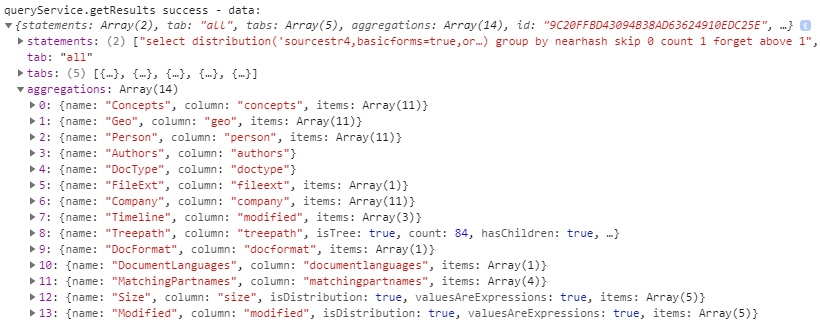 queryService.getResults success - data:
▼{statements: Array(2), tab: "all", tabs: Array(5), aggregations: Array(14), id: "9C20FFBD43094B38AD63624910EDC25E", …} i
▶statements: (2) ["select distribution('sourcestr4,basicforms=true,or…) group by nearhash skip 0 count 1 forget above 1",
tab: "all"
▶tabs: (5) [{…}, {…}, {…}, {…}, {…}]
▼aggregations: Array(14)
▶0: {name: "Concepts", column: "concepts", items: Array(11)}
▶1: {name: "Geo", column: "geo", items: Array(11)}
▶2: {name: "Person", column: "person", items: Array(11)}
▶3: {name: "Authors", column: "authors"}
▶4: {name: "DocType", column: "doctype"}
▶5: {name: "FileExt", column: "fileext", items: Array(1)}
▶6: {name: "Company", column: "company", items: Array(11)}
▶7: {name: "Timeline", column: "modified", items: Array(3)}
▶8: {name: "Treepath", column: "treepath", isTree: true, count: 84, hasChildren: true, …}
▶9: {name: "DocFormat", column: "docformat", items: Array(1)}
▶10: {name: "DocumentLanguages", column: "documentlanguages", items: Array(1)}
▶11: {name: "MatchingPartnames", column: "matchingpartnames", items: Array(4)}
▶12: {name: "Size", column: "size", isDistribution: true, valuesAreExpressions: true, items: Array(5)}
▶13: {name: "Modified", column: "modified", isDistribution: true, valuesAreExpressions: true, items: Array(5)}